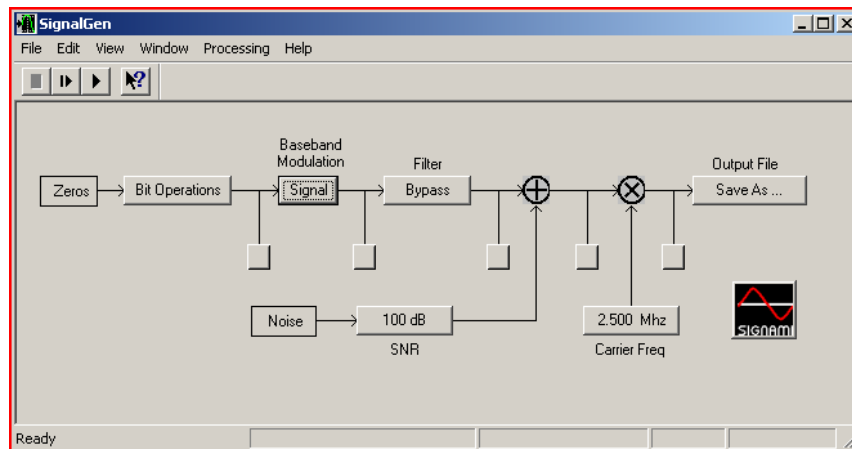 SignalGen
File Edit View Window Processing Help
Baseband
Modulation
Filter
Output File
Zeros
Bit Operations
Signal
Bypass
Save As ...
Noise
100 dB
2.500 Mhz
SNR
Carrier Freq
SIGNAMI
Ready